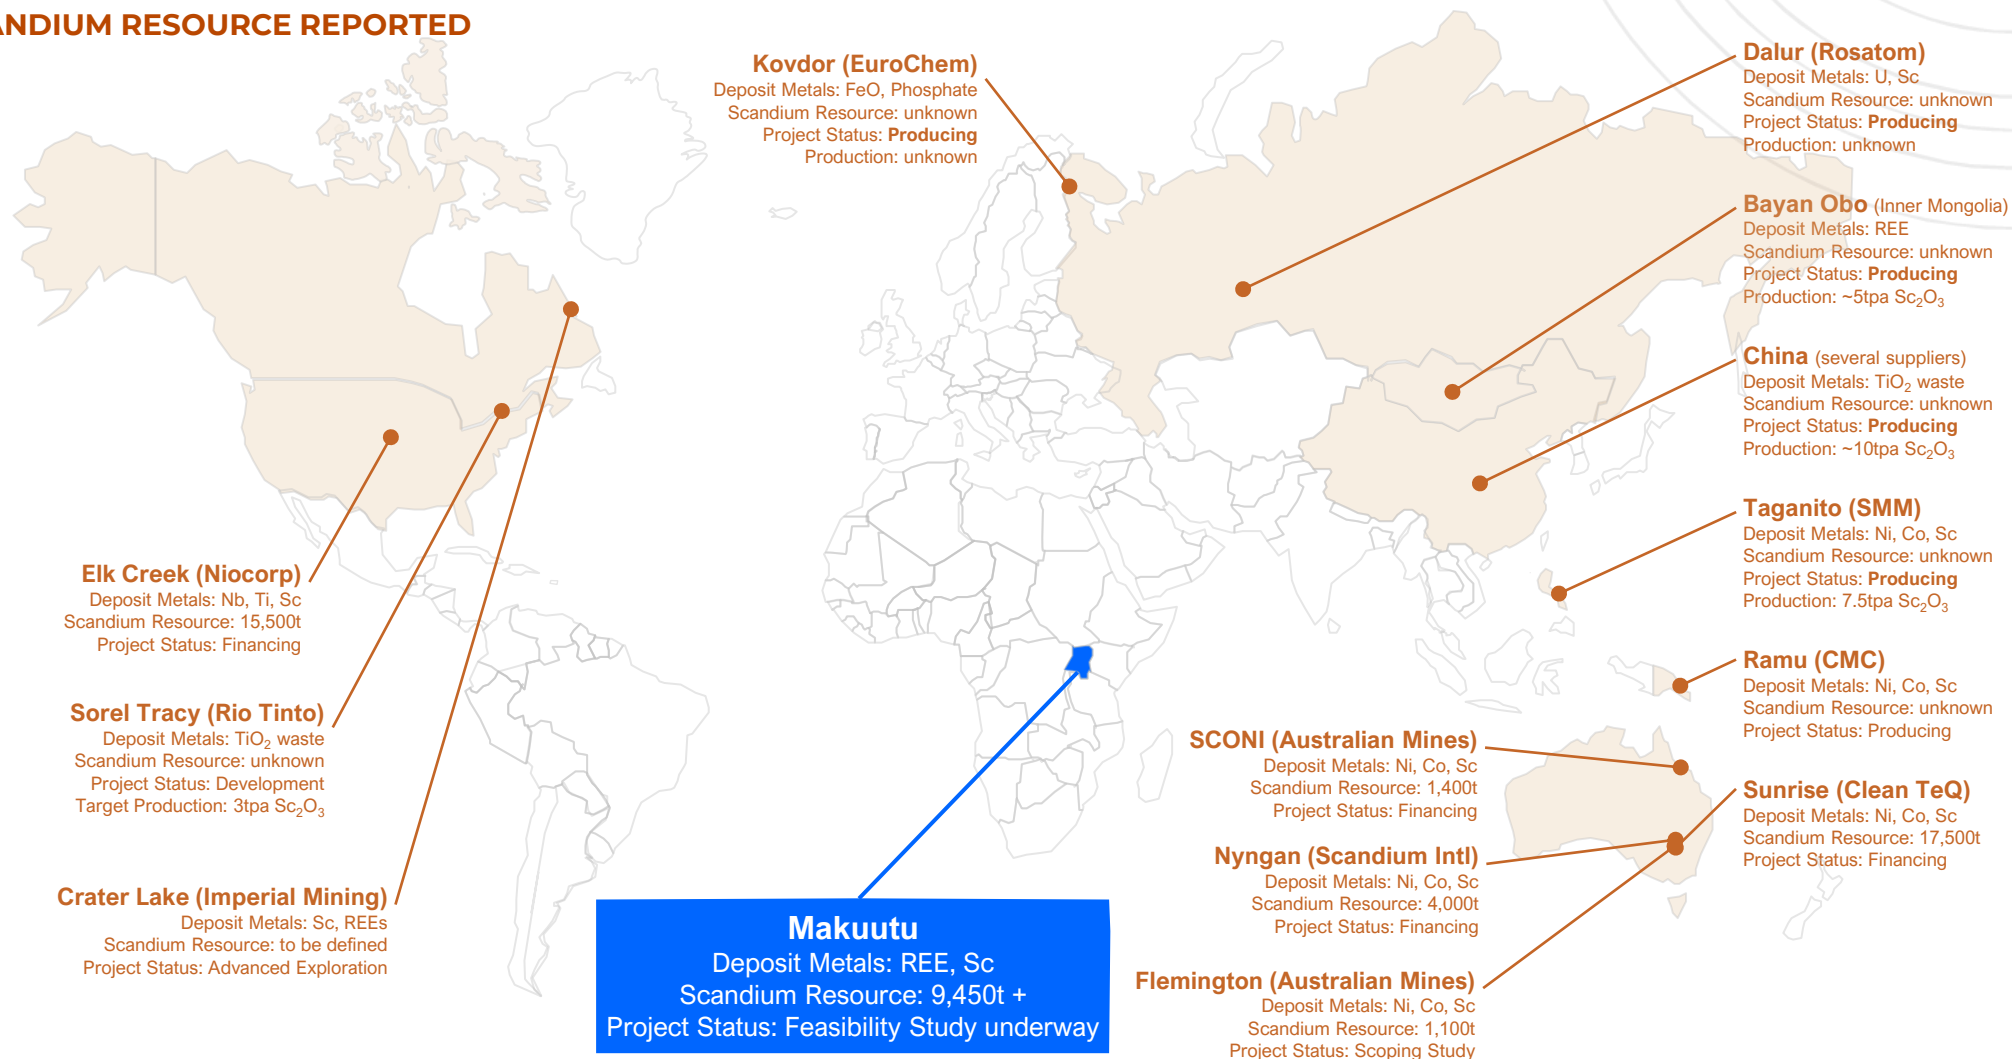 ANDIUM RESOURCE REPORTED
Kovdor (EuroChem)
Deposit Metals: FeO, Phosphate
Scandium Resource: unknown
Project Status: Producing
Production: unknown
Dalur (Rosatom)
Deposit Metals: U, Sc
Scandium Resource: unknown
Project Status: Producing
Production: unknown
Bayan Obo (Inner Mongolia)
Deposit Metals: REE
Scandium Resource: unknown
Project Status: Producing
Production: ~5tpa Sc₂O₃
China (several suppliers)
Deposit Metals: TiO₂ waste
Scandium Resource: unknown
Project Status: Producing
Production: ~10tpa Sc₂O₃
Taganito (SMM)
Deposit Metals: Ni, Co, Sc
Scandium Resource: unknown
Project Status: Producing
Production: 7.5tpa Sc₂O₃
Ramu (CMC)
Deposit Metals: Ni, Co, Sc
Scandium Resource: unknown
Project Status: Producing
Sunrise (Clean TeQ)
Deposit Metals: Ni, Co, Sc
Scandium Resource: 17,500t
Project Status: Financing
Elk Creek (Niocorp)
Deposit Metals: Nb, Ti, Sc
Scandium Resource: 15,500t
Project Status: Financing
Sorel Tracy (Rio Tinto)
Deposit Metals: TiO₂ waste
Scandium Resource: unknown
Project Status: Development
Target Production: 3tpa Sc₂O₃
Crater Lake (Imperial Mining)
Deposit Metals: Sc, REEs
Scandium Resource: to be defined
Project Status: Advanced Exploration
Makuutu
Deposit Metals: REE, Sc
Scandium Resource: 9,450t +
Project Status: Feasibility Study underway
SCONI (Australian Mines)
Deposit Metals: Ni, Co, Sc
Scandium Resource: 1,400t
Project Status: Financing
Nyngan (Scandium Intl)
Deposit Metals: Ni, Co, Sc
Scandium Resource: 4,000t
Project Status: Financing
Flemington (Australian Mines)
Deposit Metals: Ni, Co, Sc
Scandium Resource: 1,100t
Project Status: Scoping Study